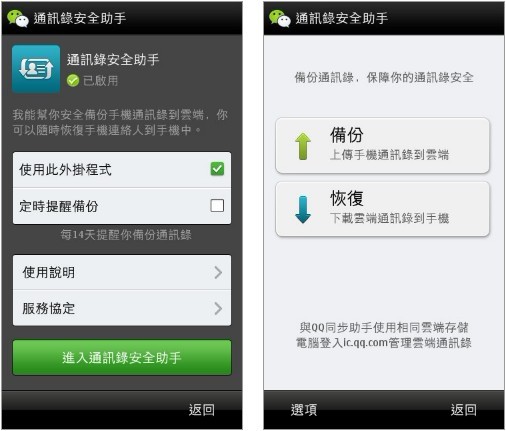 通訊錄安全助手
通訊錄安全助手
已啟用
我能幫你安全備份手機通訊錄到雲端，你
可以隨時恢復手機連絡人到手機中。
使用此外掛程式
定時提醒備份
每14天提醒你備份通訊錄
使用說明
服務協定
進入通訊錄安全助手
返回
通訊錄安全助手
備份通訊錄，保障你的通訊錄安全
備份
上傳手機通訊錄到雲端
恢復
下載雲端通訊錄到手機
與QQ同步助手使用相同雲端存儲
電腦登入ic.qq.com管理雲端通訊錄
選項
返回